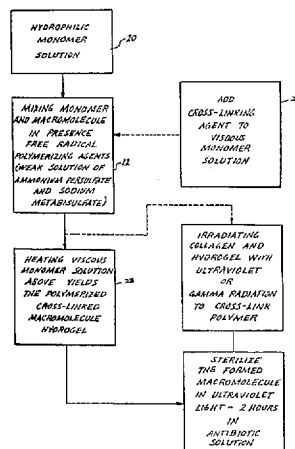 HYDROPHILIC
MONOMER
SOLUTION
20
MIXING MONOMER
AND MACROMOLECULE
IN PRESENCE
FREE RADICAL
POLYMERIZING AGENTS
(WEAK SOLUTION OF
AMMONIUM PERSULFATE
AND SODIUM
METABISULFATE)
22
ADD
CROSS-LINKING
AGENT TO
VISCOUS
MONOMER
SOLUTION
HEATING VISCOUS
MONOMER SOLUTION
ABOVE YIELDS
THE POLYMERIZED
CROSS-LINKED
MACROMOLECULE
HYDROGEL
IRRADIATING
COLLAGEN AND
HYDROGEL WITH
ULTRAVIOLET
OR
GAMMA RADIATION
TO CROSS-LINK
POLYMER
STERILIZE
THE FORMED
MACROMOLECULE
IN ULTRAVIOLET
LIGHT - 2 HOURS
IN
ANTIBIOTIC
SOLUTION